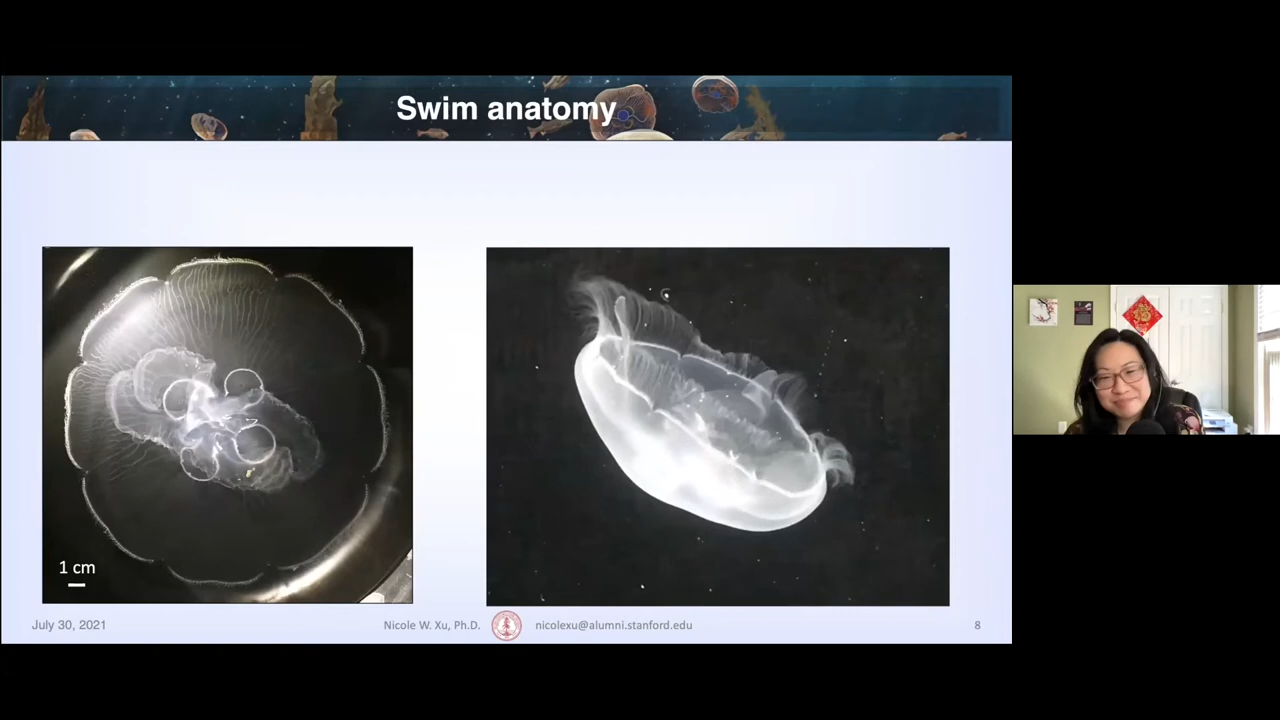 Swim anatomy
1 cm
July 30, 2021
Nicole W. Xu, Ph.D.
nicolexu@alumni.stanford.edu
8